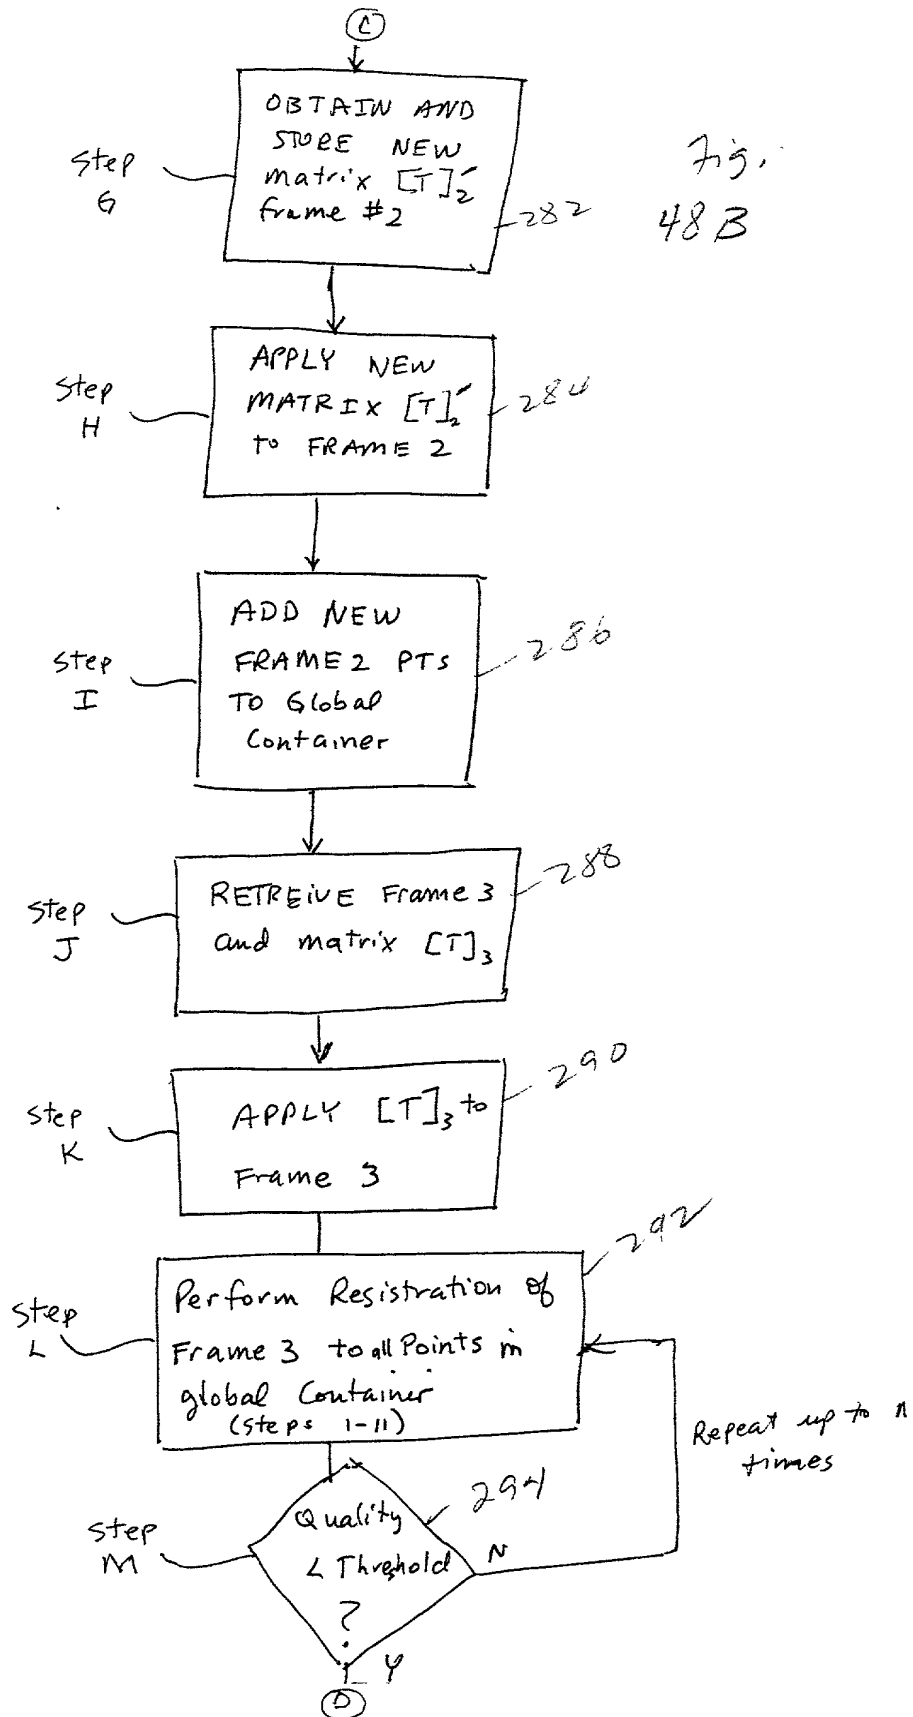 C
OBTAIN AND
STORE NEW
matrix [T]₂′
frame #2
Step
G
282
Fig.
48B
APPLY NEW
MATRIX [T]₂′
to FRAME 2
Step
H
284
ADD NEW
FRAME 2 PTS
TO Global
Container
Step
I
286
RETREIVE Frame 3
and matrix [T]₃
Step
J
288
APPLY [T]₃ to
Frame 3
Step
K
290
Perform Resistration of
Frame 3 to all Points in
global Container
(Steps 1-11)
Step
L
292
Repeat up to n
times
Quality
< Threshold
?
Step
M
294
N
Y
D